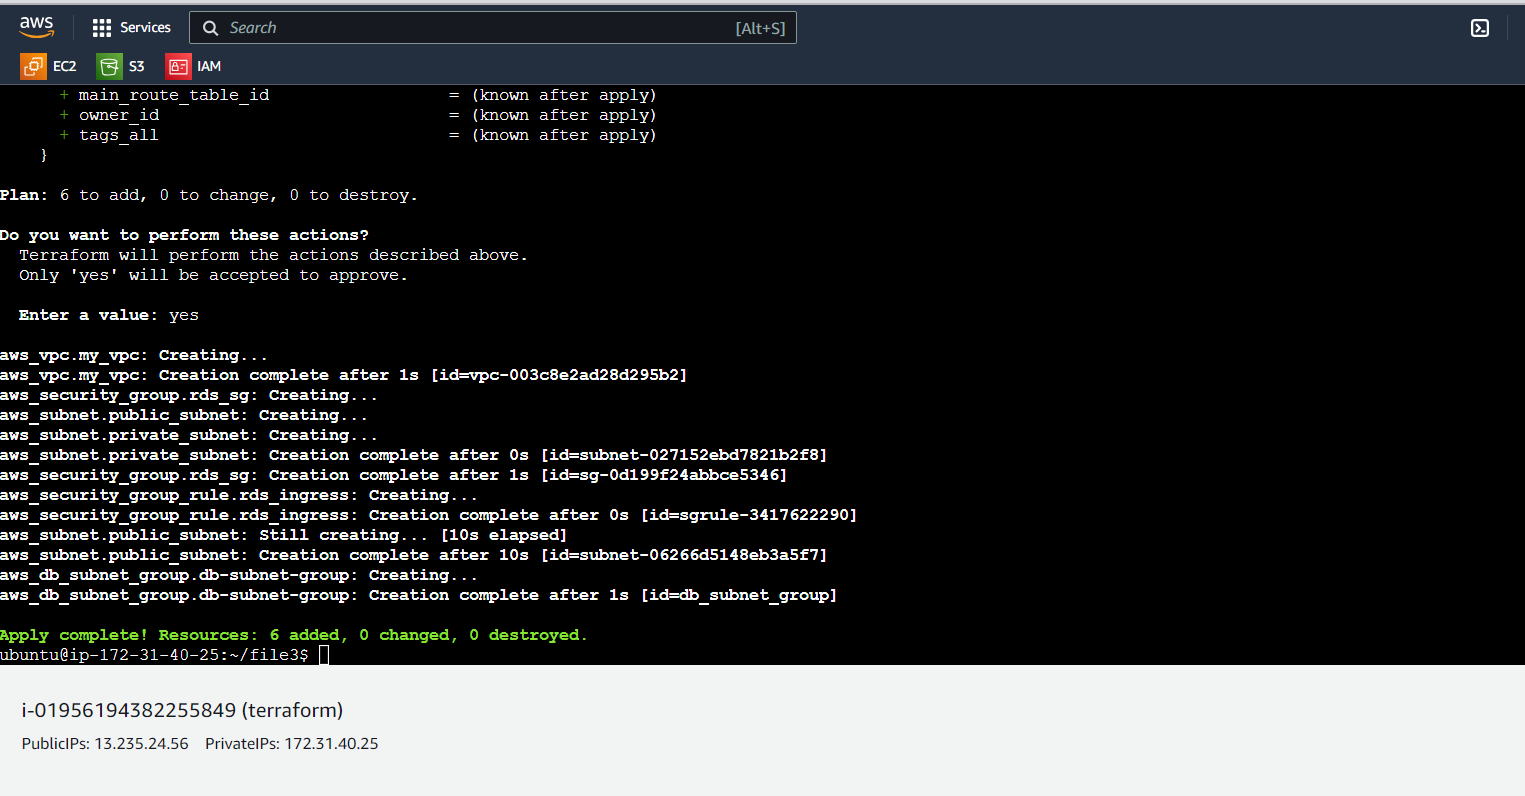 aws Services Search [Alt+S]
EC2 S3 IAM
+ main_route_table_id = (known after apply)
+ owner_id = (known after apply)
+ tags_all = (known after apply)
}
Plan: 6 to add, 0 to change, 0 to destroy.
Do you want to perform these actions?
Terraform will perform the actions described above.
Only 'yes' will be accepted to approve.
Enter a value: yes
aws_vpc.my_vpc: Creating...
aws_vpc.my_vpc: Creation complete after 1s [id=vpc-003c8e2ad28d295b2]
aws_security_group.rds_sg: Creating...
aws_subnet.public_subnet: Creating...
aws_subnet.private_subnet: Creating...
aws_subnet.private_subnet: Creation complete after 0s [id=subnet-027152ebd7821b2f8]
aws_security_group.rds_sg: Creation complete after 1s [id=sg-0d199f24abbce5346]
aws_security_group_rule.rds_ingress: Creating...
aws_security_group_rule.rds_ingress: Creation complete after 0s [id=sgrule-3417622290]
aws_subnet.public_subnet: Still creating... [10s elapsed]
aws_subnet.public_subnet: Creation complete after 10s [id=subnet-06266d5148eb3a5f7]
aws_db_subnet_group.db-subnet-group: Creating...
aws_db_subnet_group.db-subnet-group: Creation complete after 1s [id=db_subnet_group]
Apply complete! Resources: 6 added, 0 changed, 0 destroyed.
ubuntu@ip-172-31-40-25:~/file3$
i-01956194382255849 (terraform)
PublicIPs: 13.235.24.56 PrivateIPs: 172.31.40.25